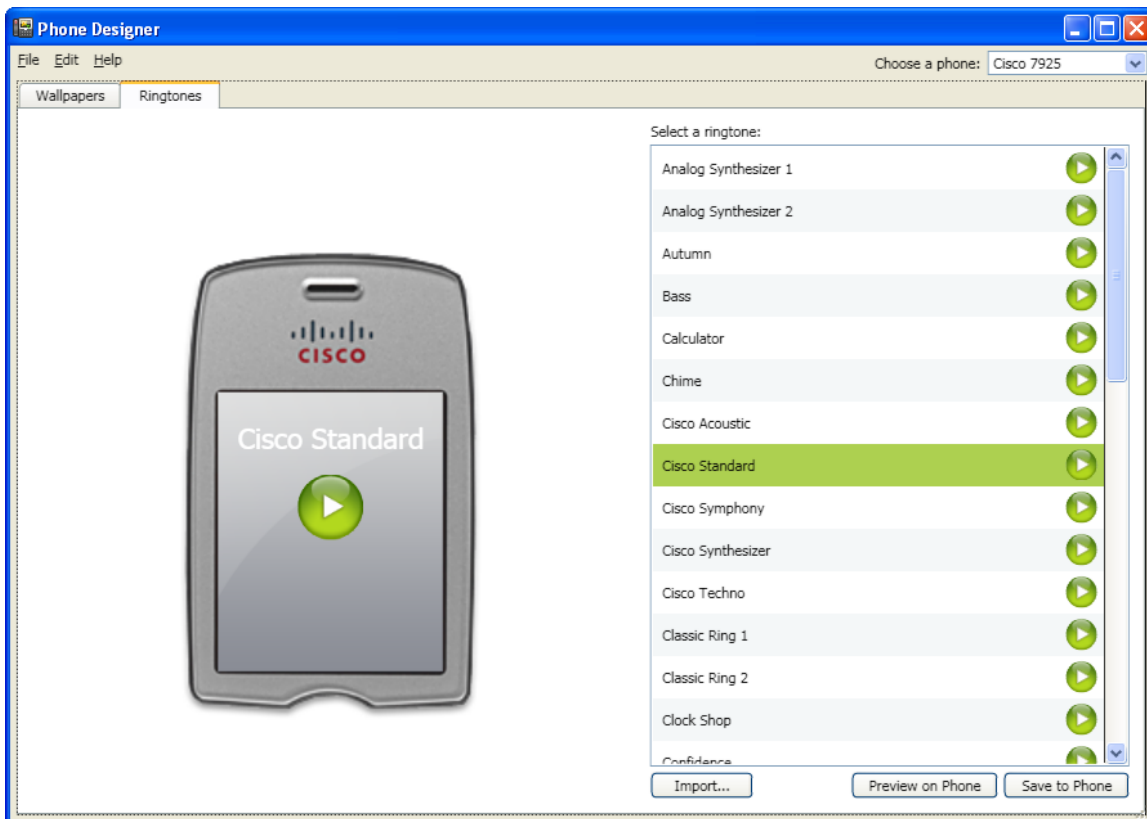 Phone Designer
File Edit Help
Choose a phone: Cisco 7925
Wallpapers Ringtones
Select a ringtone:
Analog Synthesizer 1
Analog Synthesizer 2
Autumn
Bass
Calculator
Chime
Cisco Acoustic
Cisco Standard
Cisco Symphony
Cisco Synthesizer
Cisco Techno
Classic Ring 1
Classic Ring 2
Clock Shop
Confidence
CISCO
Cisco Standard
Import... Preview on Phone Save to Phone